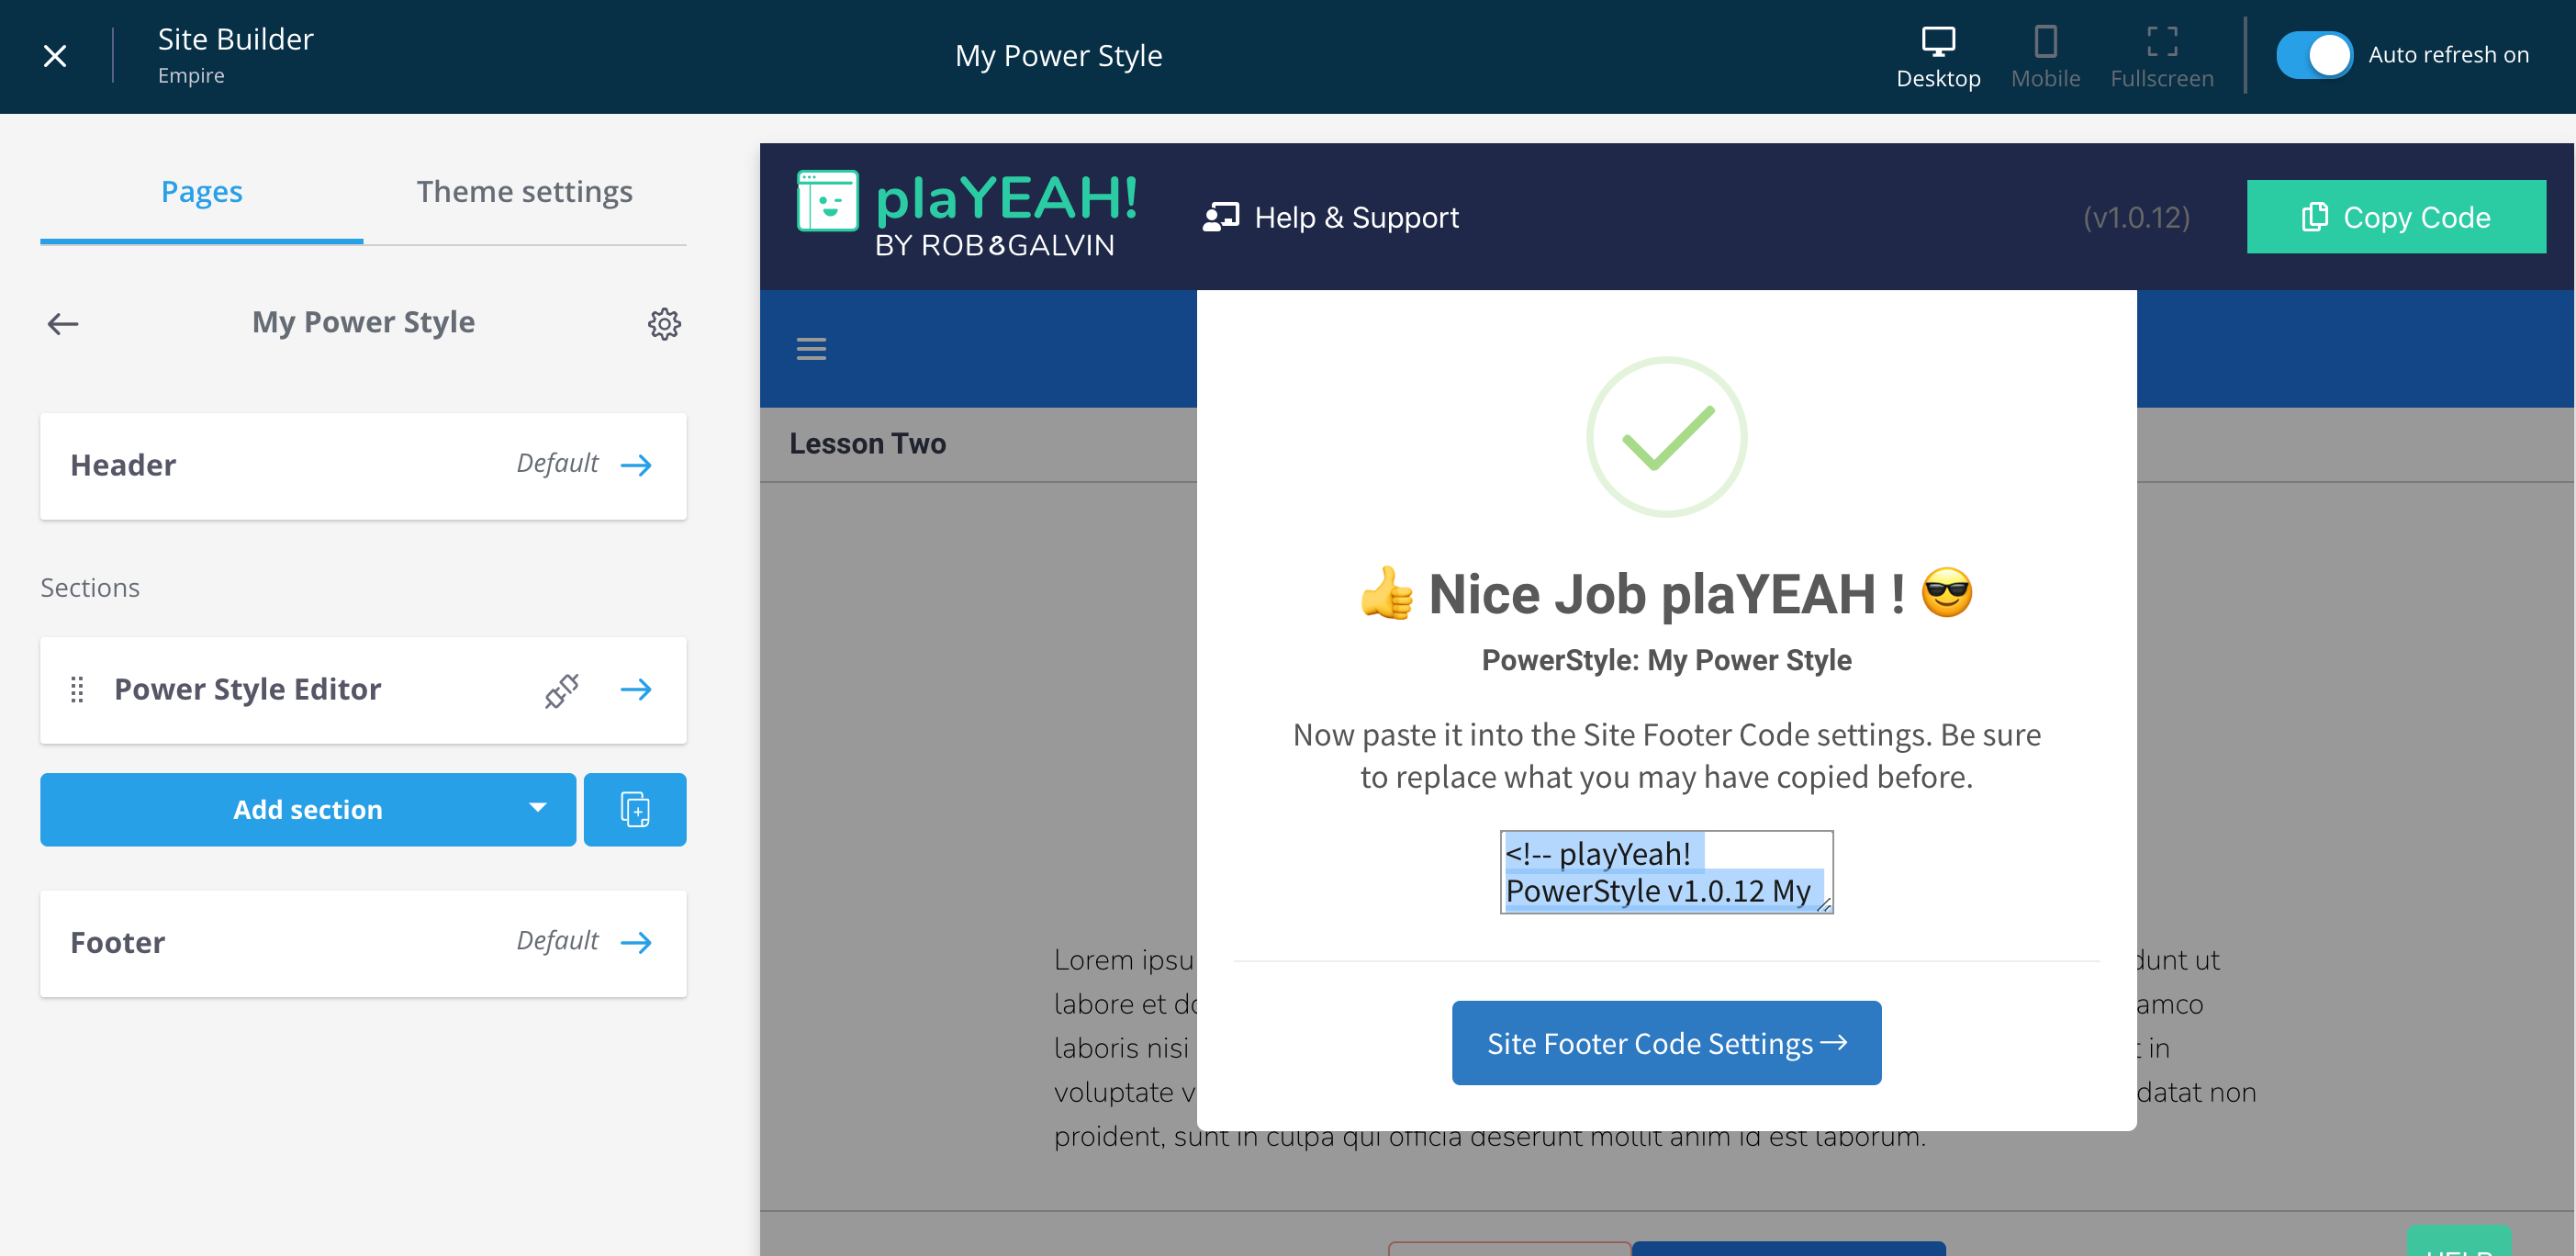 Site Builder
Empire
My Power Style
Desktop
Mobile
Fullscreen
Auto refresh on
Pages
Theme settings
My Power Style
Header
Default
Sections
Power Style Editor
Add section
Footer
Default
plaYEAH!
BY ROB&GALVIN
Help & Support
(v1.0.12)
Copy Code
Lesson Two
👍 Nice Job plaYEAH ! 😎
PowerStyle: My Power Style
Now paste it into the Site Footer Code settings. Be sure
to replace what you may have copied before.
<!-- playYeah!
PowerStyle v1.0.12 My
Site Footer Code Settings →
Lorem ipsu
dunt ut
labore et do
amco
laboris nisi
t in
voluptate v
datat non
proident, sunt in culpa qui officia deserunt mollit anim id est laborum.
HELP